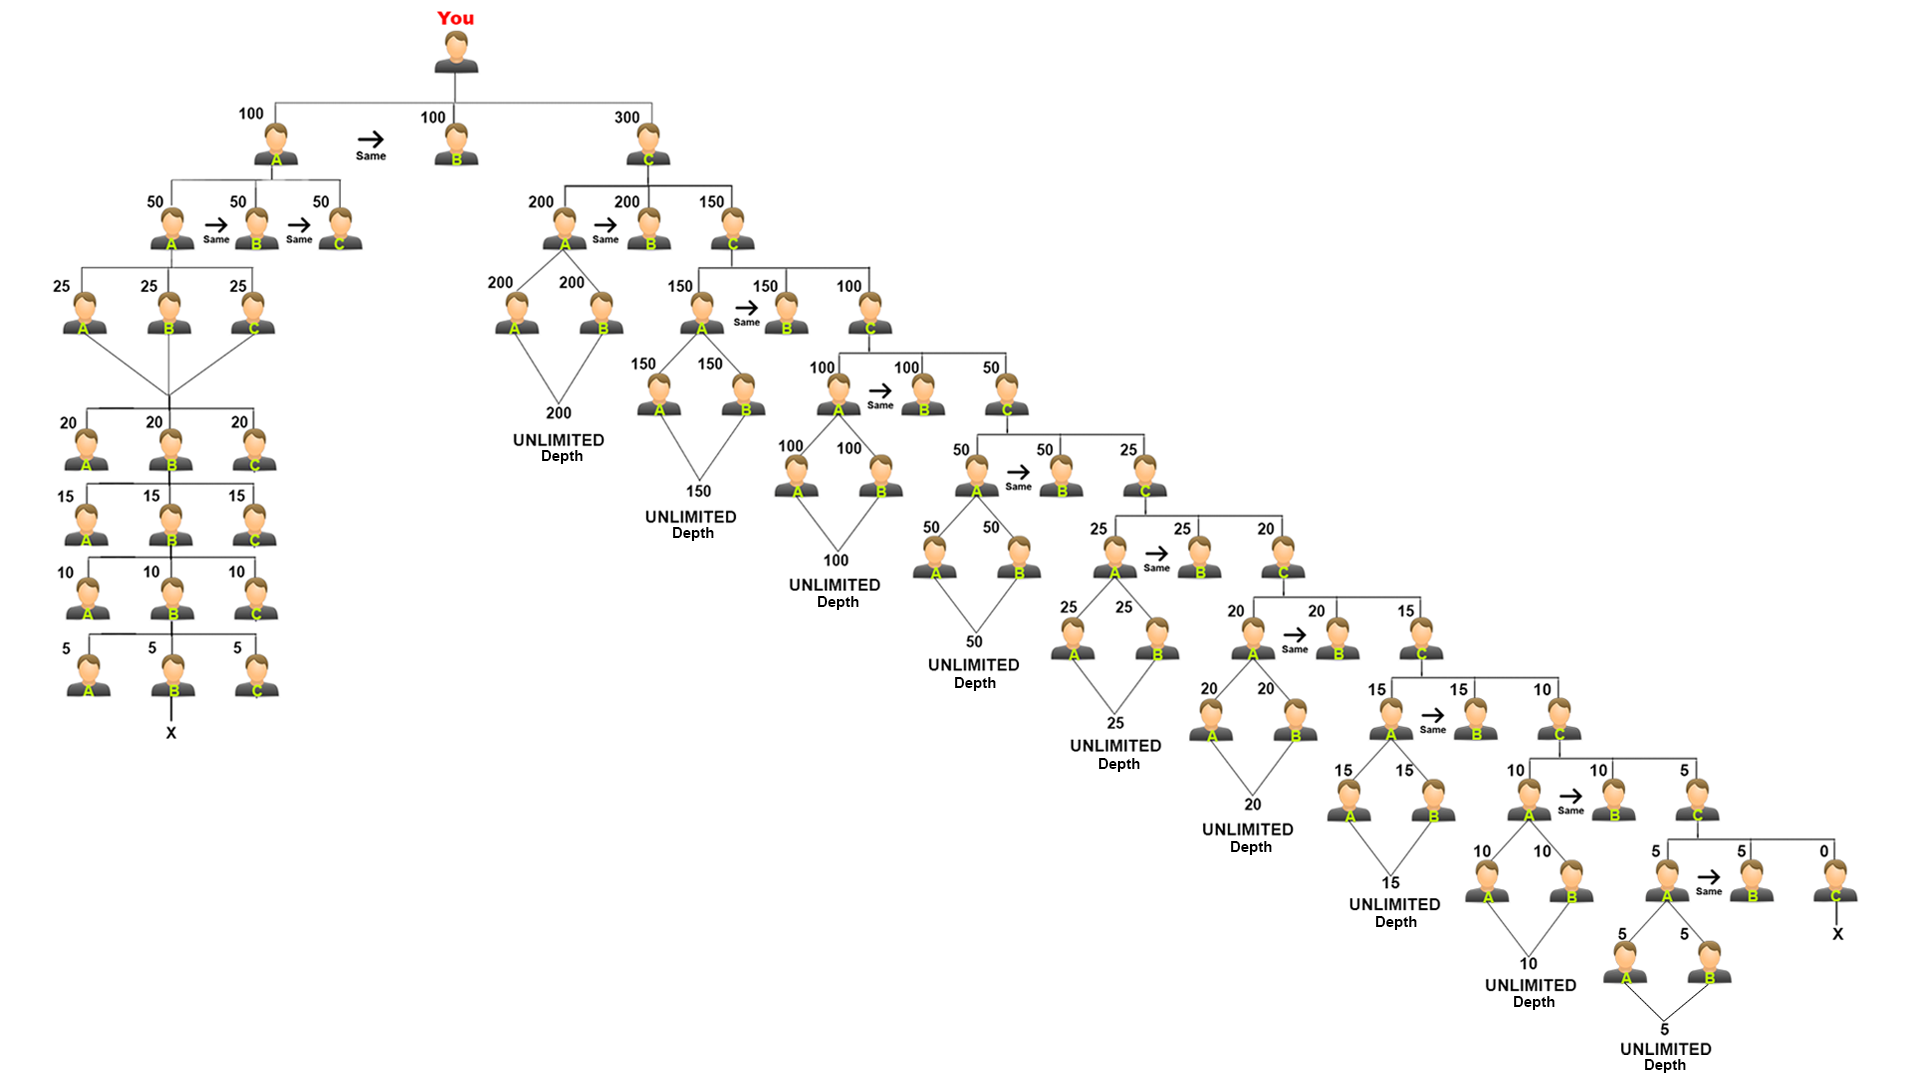 You
100 100 300
A → B C
Same
50 50 50 200 200 150
A → B → C A → B C
Same Same Same
25 25 25 200 200 150 150 100
A B C A B A → B C
Same
20 20 20 200 150 150 100 100 50
A B C A B A → B C
Same
UNLIMITED
Depth
15 15 15 150 100 100 50 50 25
A B C A B A → B C
Same
UNLIMITED
Depth
10 10 10 100 50 50 25 25 20
A B C A B A → B C
Same
UNLIMITED
Depth
5 5 5 50 25 25 20 20 15
A B C A B A → B C
Same
UNLIMITED
Depth
X 25 20 20 15 15 10
A B A → B C
Same
UNLIMITED
Depth
20 15 15 10 10 5
A B A → B C
Same
UNLIMITED
Depth
15 10 10 5 5 0
A B A → B C
Same
UNLIMITED
Depth
10 5 5 X
A B
UNLIMITED
Depth
5
UNLIMITED
Depth